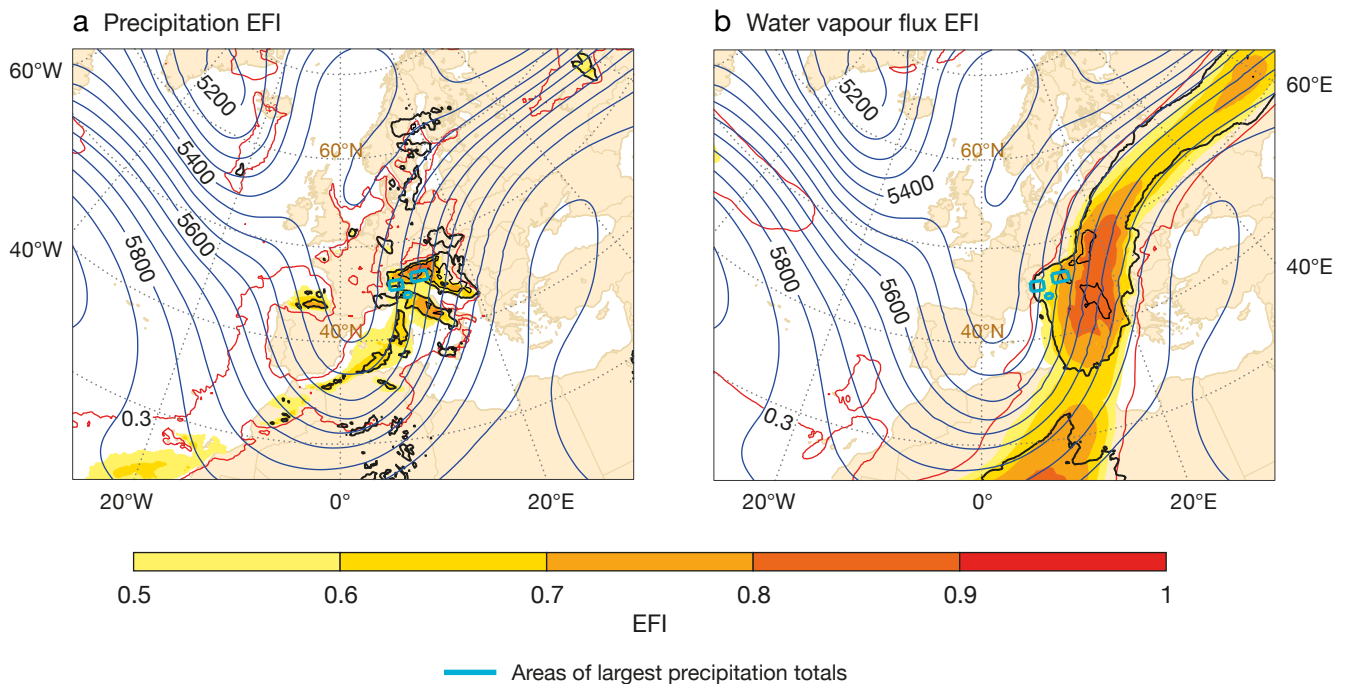 a Precipitation EFI
b Water vapour flux EFI
60°W
40°W
5200
5400
5600
5800
60°N
40°N
0.3
20°W
0°
20°E
5200
5400
5600
5800
60°N
40°N
0.3
60°E
40°E
20°W
0°
20°E
0.5
0.6
0.7
0.8
0.9
1
EFI
Areas of largest precipitation totals